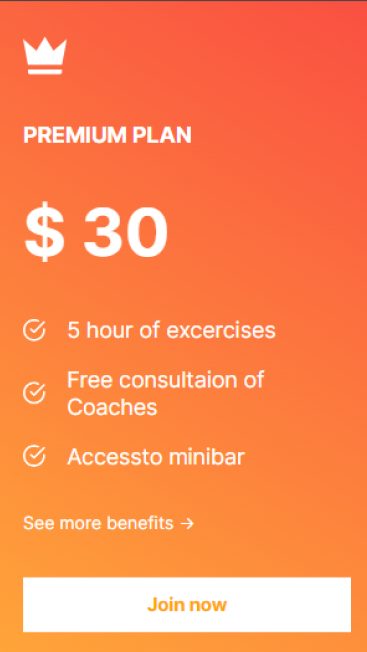 PREMIUM PLAN
$ 30
5 hour of excercises
Free consultaion of
Coaches
Accessto minibar
See more benefits →
Join now